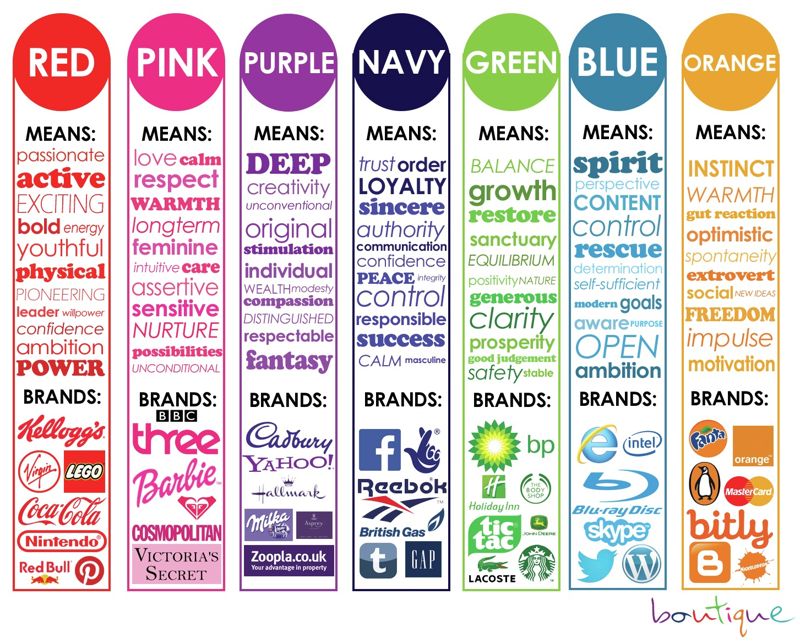 RED
MEANS:
passionate
active
EXCITING
bold energy
youthful
physical
PIONEERING
leader willpower
confidence
ambition
POWER
BRANDS:
Kellogg's
Virgin LEGO
Coca-Cola
Nintendo
Red Bull
PINK
MEANS:
love calm
respect
WARMTH
longterm
feminine
intuitive care
assertive
sensitive
NURTURE
possibilities
UNCONDITIONAL
BRANDS:
BBC
three
Barbie
COSMOPOLITAN
VICTORIA'S
SECRET
PURPLE
MEANS:
DEEP
creativity
unconventional
original
stimulation
individual
WEALTH modesty
compassion
DISTINGUISHED
respectable
fantasy
BRANDS:
Cadbury
YAHOO!
Hallmark
Milka Asprey
Zoopla.co.uk
Your advantage in property
NAVY
MEANS:
trust order
LOYALTY
sincere
authority
communication
confidence
PEACE integrity
control
responsible
success
CALM masculine
BRANDS:
f
Reebok
British Gas
t GAP
GREEN
MEANS:
BALANCE
growth
restore
sanctuary
EQUILIBRIUM
positivity NATURE
generous
clarity
prosperity
good judgement
safety stable
BRANDS:
bp
H THE BODY SHOP
Holiday Inn
tic tac JOHN DEERE
LACOSTE
BLUE
MEANS:
spirit
perspective
CONTENT
control
rescue
determination
self-sufficient
modern goals
aware PURPOSE
OPEN
ambition
BRANDS:
e intel
Blu-ray Disc
skype
W
ORANGE
MEANS:
INSTINCT
WARMTH
gut reaction
optimistic
spontaneity
extrovert
social NEW IDEAS
FREEDOM
impulse
motivation
BRANDS:
Fanta orange™
MasterCard
bitly
B nickelodeon
boutique